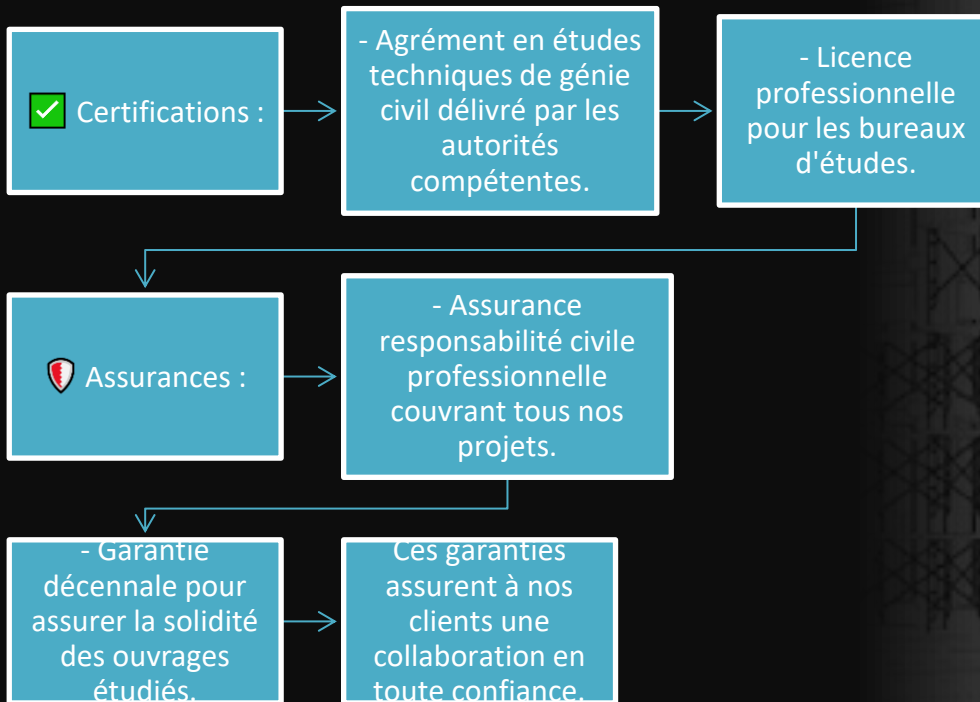 ✅ Certifications :
- Agrément en études
techniques de génie
civil délivré par les
autorités
compétentes.
- Licence
professionnelle
pour les bureaux
d'études.
🛡 Assurances :
- Assurance
responsabilité civile
professionnelle
couvrant tous nos
projets.
- Garantie
décennale pour
assurer la solidité
des ouvrages
étudiés.
Ces garanties
assurent à nos
clients une
collaboration en
toute confiance.